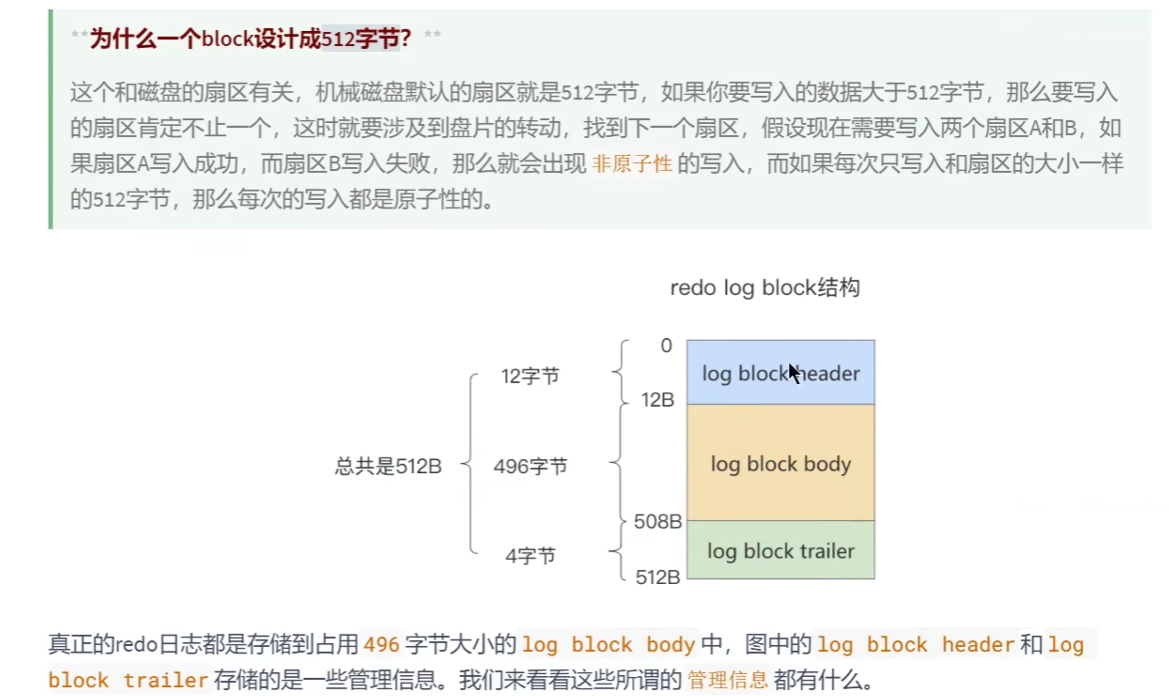 **为什么一个block设计成512字节？**
这个和磁盘的扇区有关，机械磁盘默认的扇区就是512字节，如果你要写入的数据大于512字节，那么要写入
的扇区肯定不止一个，这时就要涉及到盘片的转动，找到下一个扇区，假设现在需要写入两个扇区A和B，如
果扇区A写入成功，而扇区B写入失败，那么就会出现 非原子性 的写入，而如果每次只写入和扇区的大小一样
的512字节，那么每次的写入都是原子性的。
redo log block结构
0
12字节
log block header
12B
总共是512B
496字节
log block body
508B
4字节
log block trailer
512B
真正的redo日志都是存储到占用 496 字节大小的 log block body 中，图中的 log block header 和 log
block trailer 存储的是一些管理信息。我们来看看这些所谓的 管理信息 都有什么。